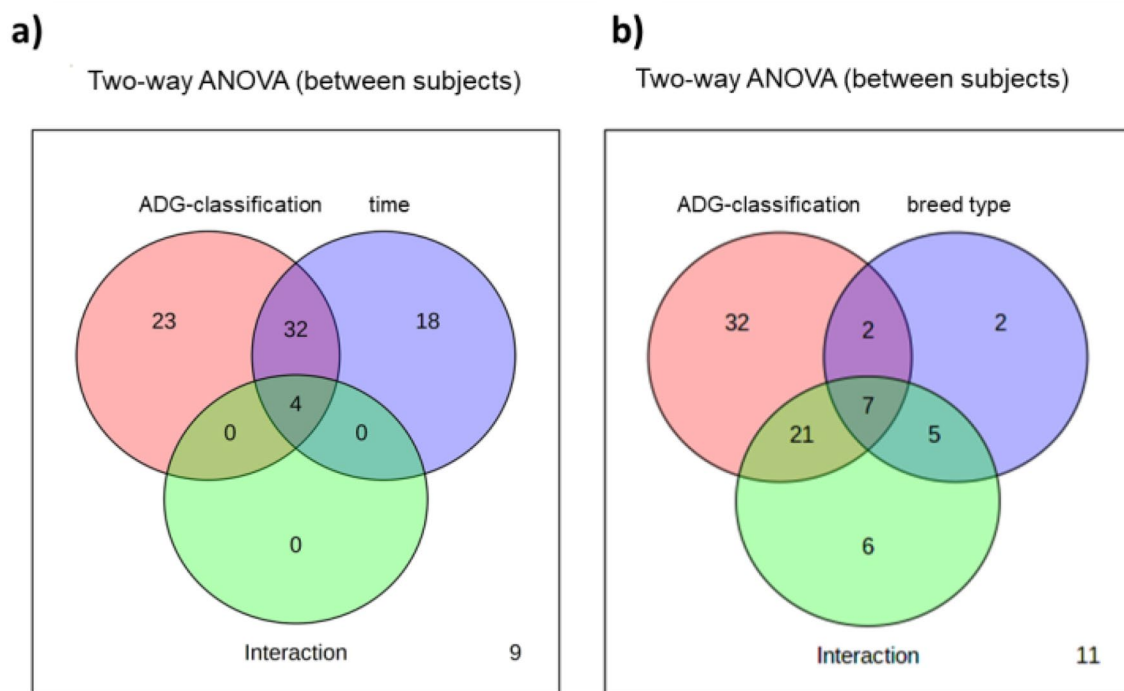 a)
Two-way ANOVA (between subjects)
ADG-classification time
23
32
18
4
0
0
0
Interaction
9
b)
Two-way ANOVA (between subjects)
ADG-classification breed type
32
2
2
7
21
5
6
Interaction
11